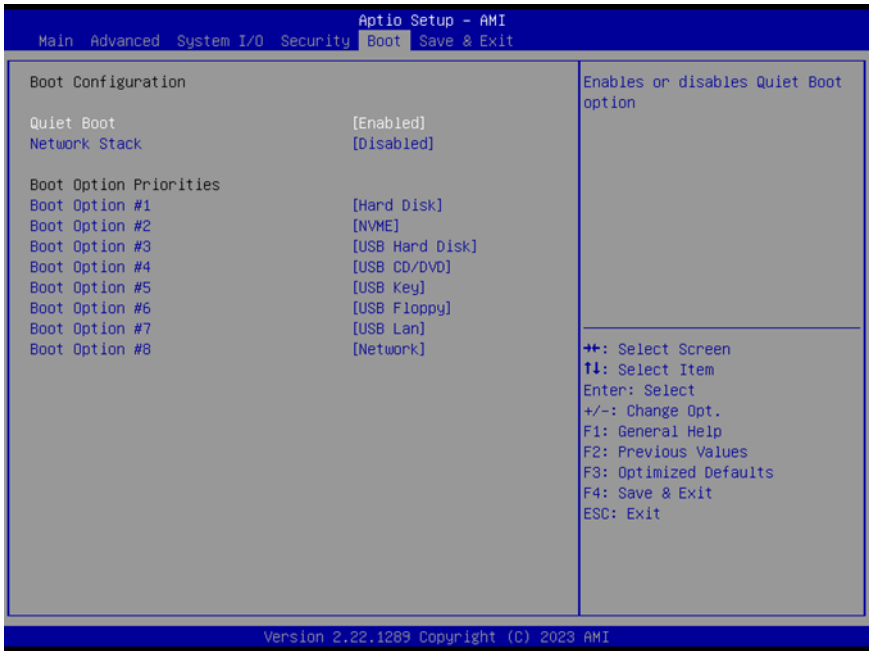 Aptio Setup – AMI
Main Advanced System I/O Security Boot Save & Exit
Boot Configuration
Quiet Boot [Enabled]
Network Stack [Disabled]
Boot Option Priorities
Boot Option #1 [Hard Disk]
Boot Option #2 [NVME]
Boot Option #3 [USB Hard Disk]
Boot Option #4 [USB CD/DVD]
Boot Option #5 [USB Key]
Boot Option #6 [USB Floppy]
Boot Option #7 [USB Lan]
Boot Option #8 [Network]
Enables or disables Quiet Boot
option
→←: Select Screen
↑↓: Select Item
Enter: Select
+/-: Change Opt.
F1: General Help
F2: Previous Values
F3: Optimized Defaults
F4: Save & Exit
ESC: Exit
Version 2.22.1289 Copyright (C) 2023 AMI